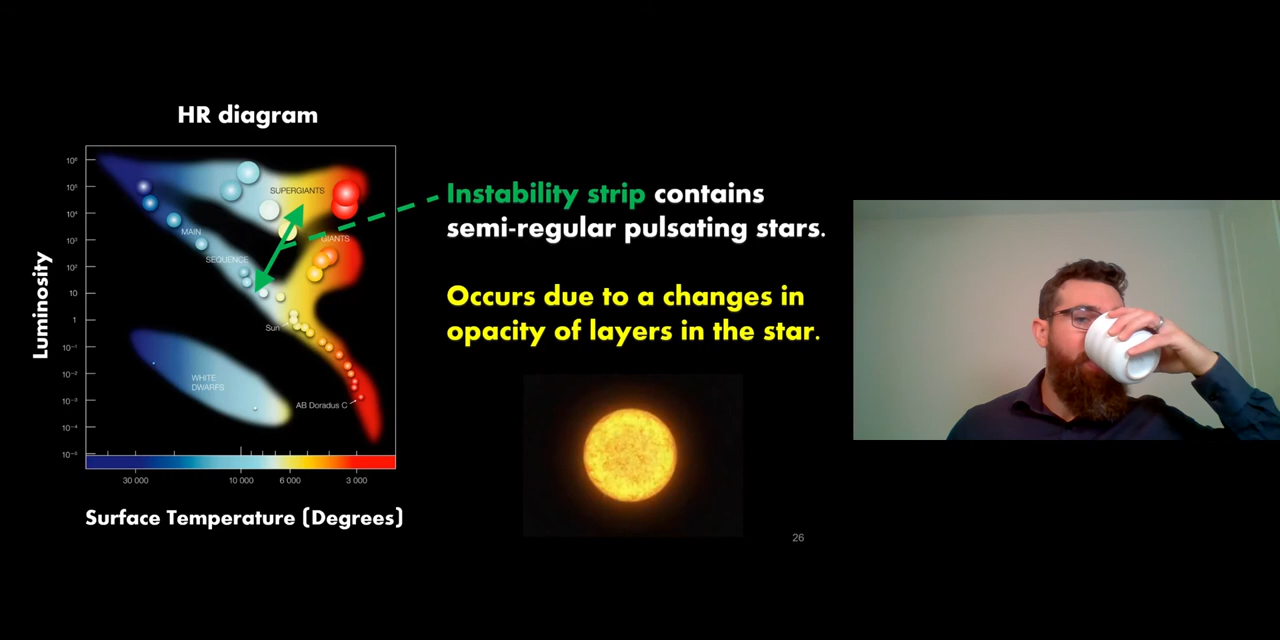 HR diagram
Luminosity
10⁶
10⁵
10⁴
10³
10²
10
1
10⁻¹
10⁻²
10⁻³
10⁻⁴
10⁻⁵
SUPERGIANTS
MAIN
GIANTS
SEQUENCE
Sun
WHITE
DWARFS
AB Doradus C
30 000
10 000
6 000
3 000
Surface Temperature (Degrees)
Instability strip contains
semi-regular pulsating stars.
Occurs due to a changes in
opacity of layers in the star.
26